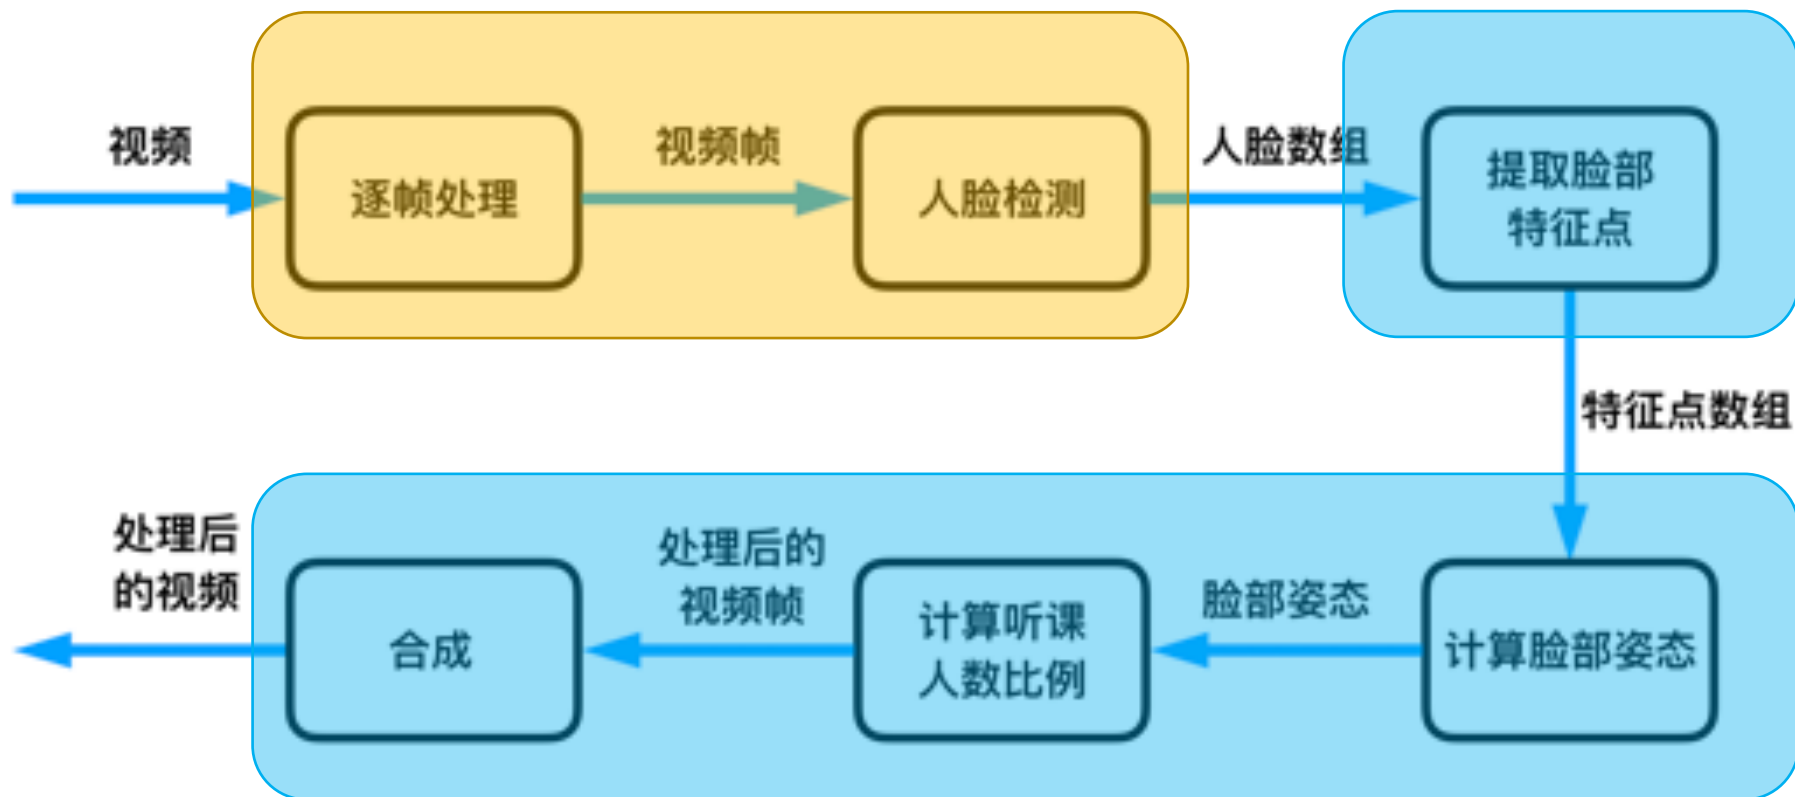 视频
逐帧处理
视频帧
人脸检测
人脸数组
提取脸部
特征点
特征点数组
计算脸部姿态
脸部姿态
计算听课
人数比例
处理后的
视频帧
合成
处理后
的视频